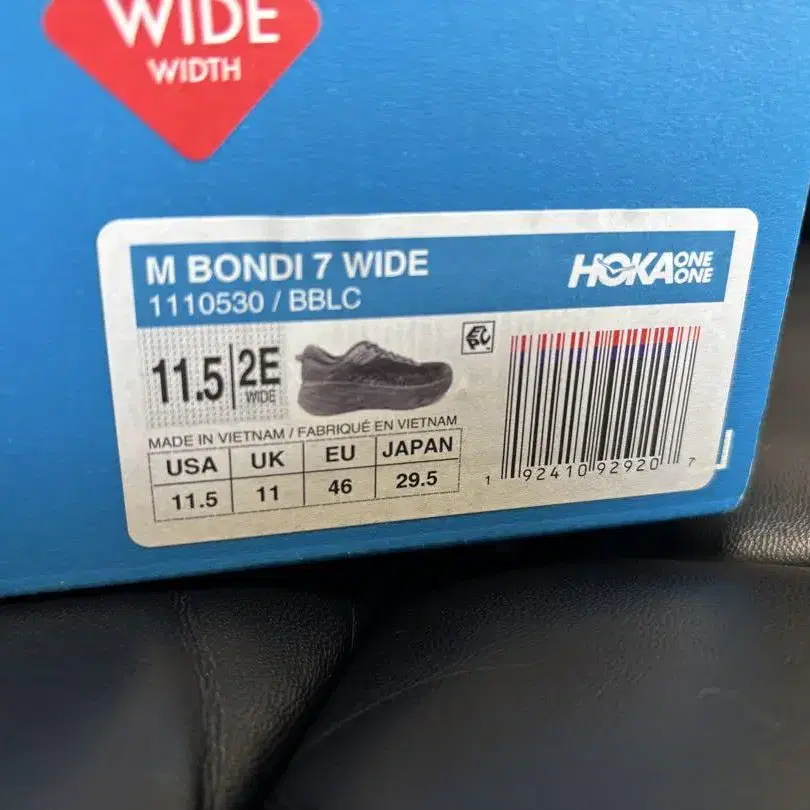 WIDE
WIDTH
M BONDI 7 WIDE
1110530 / BBLC
HOKA ONE ONE
11.5 2E
WIDE
MADE IN VIETNAM / FABRIQUÉ EN VIETNAM
USA UK EU JAPAN
11.5 11 46 29.5
1 92410 92920 7